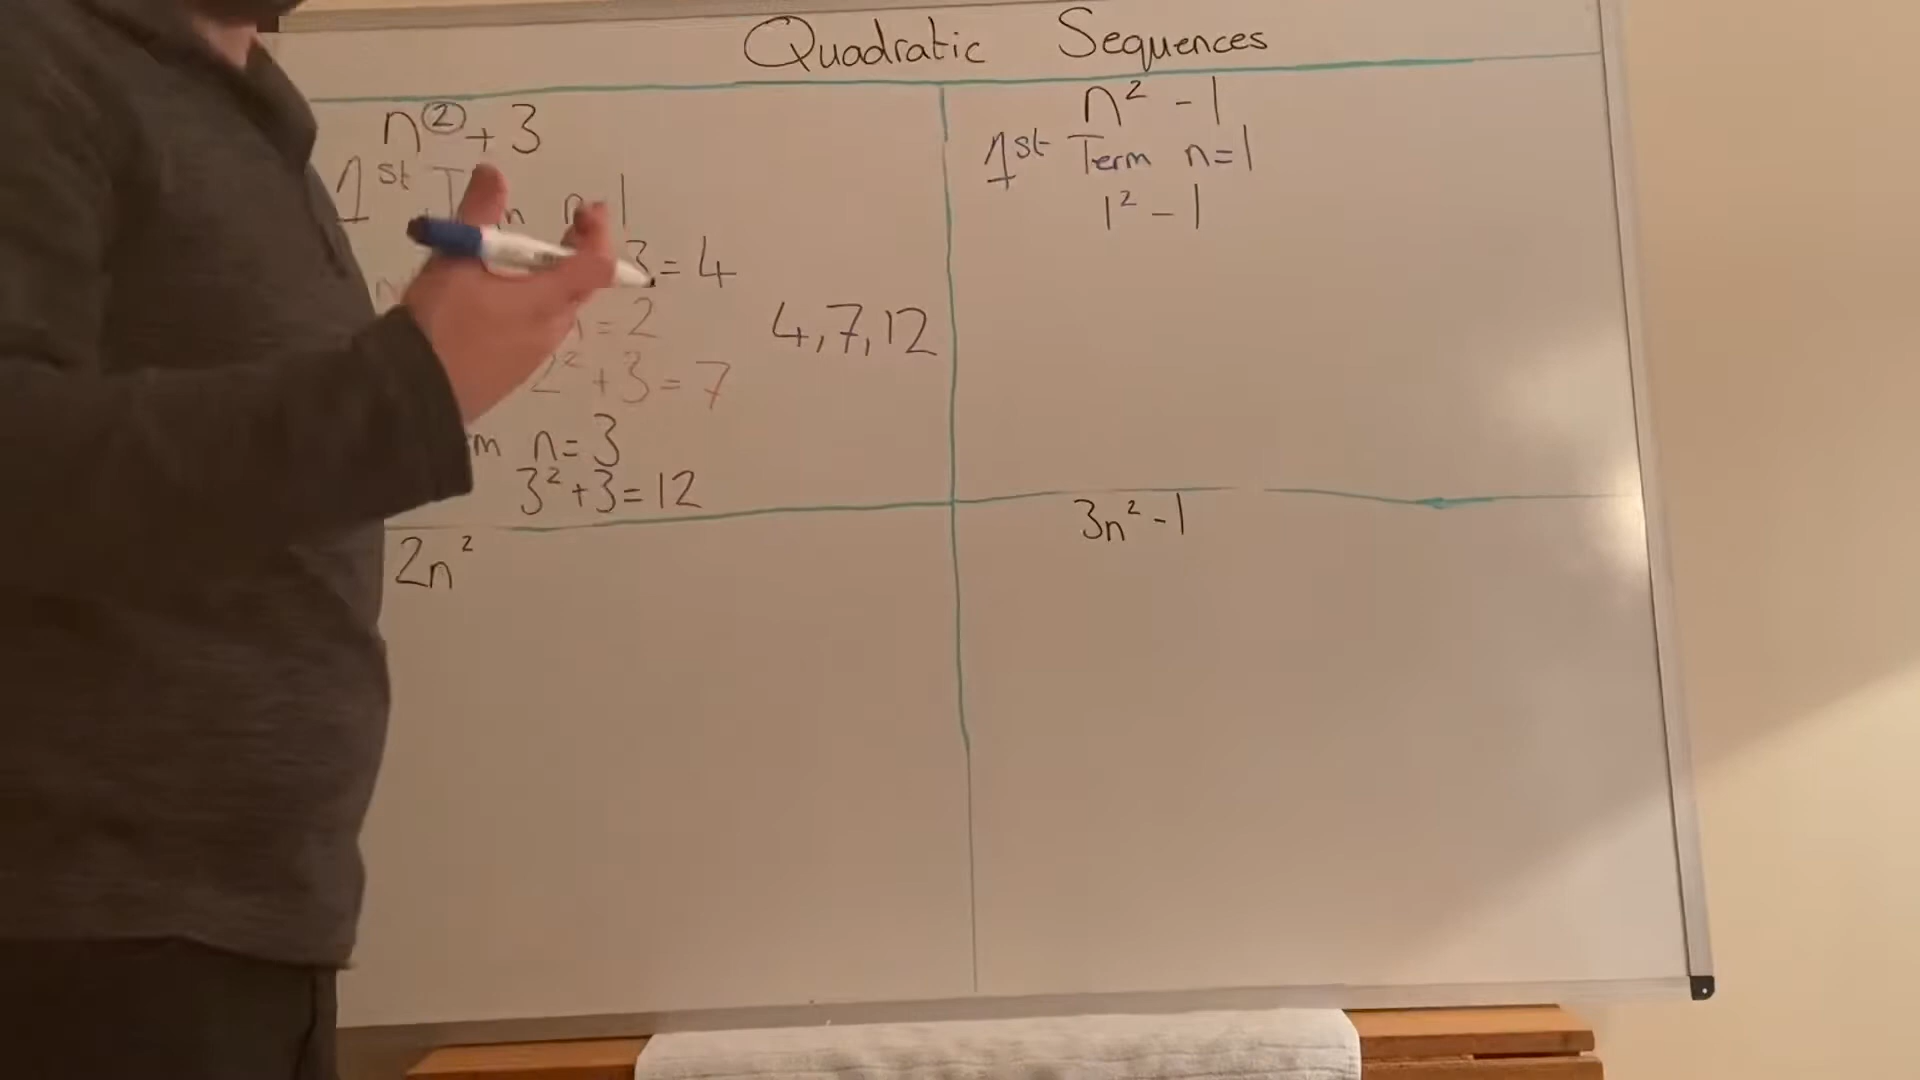 Quadratic Sequences
n² + 3
1st n=1
3 = 4
n = 2
2² + 3 = 7
n = 3
3² + 3 = 12
4, 7, 12
n² - 1
1st Term n=1
1² - 1
2n²
3n² - 1